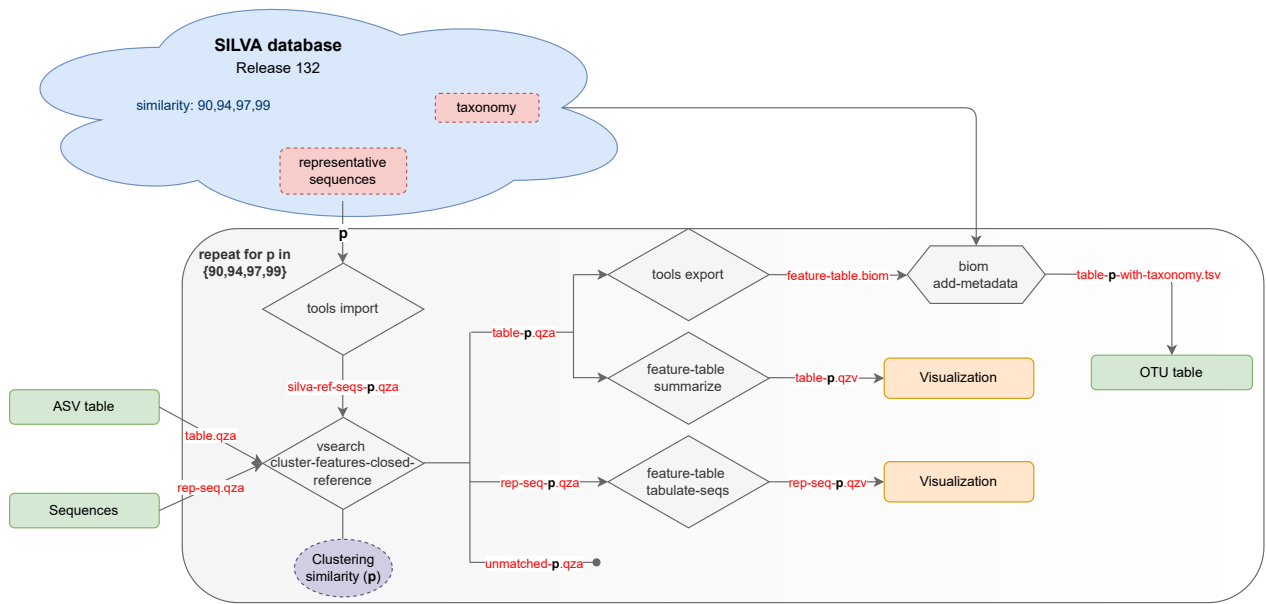 SILVA database
Release 132
similarity: 90,94,97,99
taxonomy
representative
sequences
p
repeat for p in
{90,94,97,99}
tools import
tools export
feature-table.biom
biom
add-metadata
table-p-with-taxonomy.tsv
table-p.qza
silva-ref-seqs-p.qza
feature-table
summarize
table-p.qzv
Visualization
OTU table
ASV table
table.qza
vsearch
cluster-features-closed-
reference
rep-seq.qza
Sequences
rep-seq-p.qza
feature-table
tabulate-seqs
rep-seq-p.qzv
Visualization
Clustering
similarity (p)
unmatched-p.qza